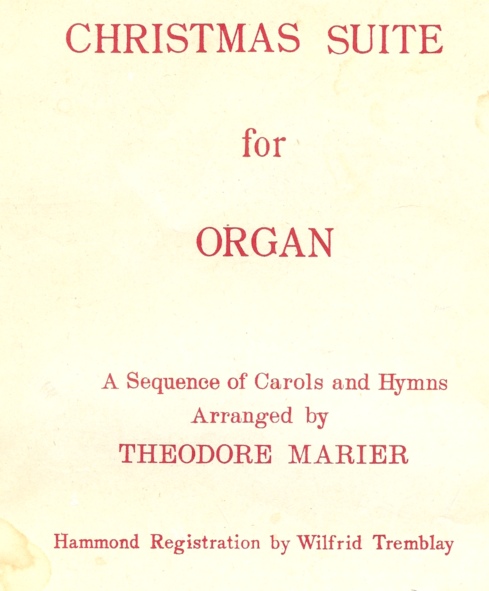 CHRISTMAS SUITE
for
ORGAN
A Sequence of Carols and Hymns
Arranged by
THEODORE MARIER
Hammond Registration by Wilfrid Tremblay